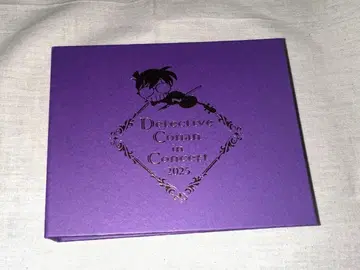 Detective
Conan
in
Concert
2025